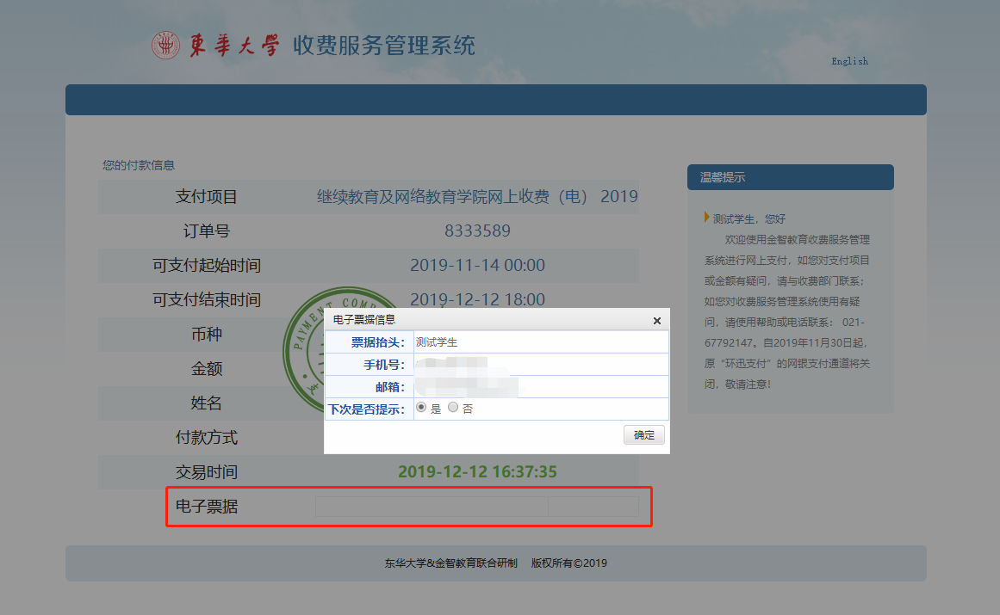 東華大學 收费服务管理系统
English
您的付款信息
支付项目 继续教育及网络教育学院网上收费（电） 2019
订单号 8333589
可支付起始时间 2019-11-14 00:00
可支付结束时间 2019-12-12 18:00
币种
金额
姓名
付款方式
交易时间 2019-12-12 16:37:35
电子票据
PAYMENT
电子票据信息
票据抬头： 测试学生
手机号：
邮箱：
下次是否提示： 是 否
确定
温馨提示
测试学生，您好
欢迎使用金智教育收费服务管理
系统进行网上支付，如您对支付项目
或金额有疑问，请与收费部门联系；
如您对收费服务管理系统使用有疑
问，请使用帮助或电话联系： 021-
67792147。自2019年11月30日起，
原“环迅支付”的网银支付通道将关
闭，敬请注意！
东华大学&金智教育联合研制 版权所有©2019